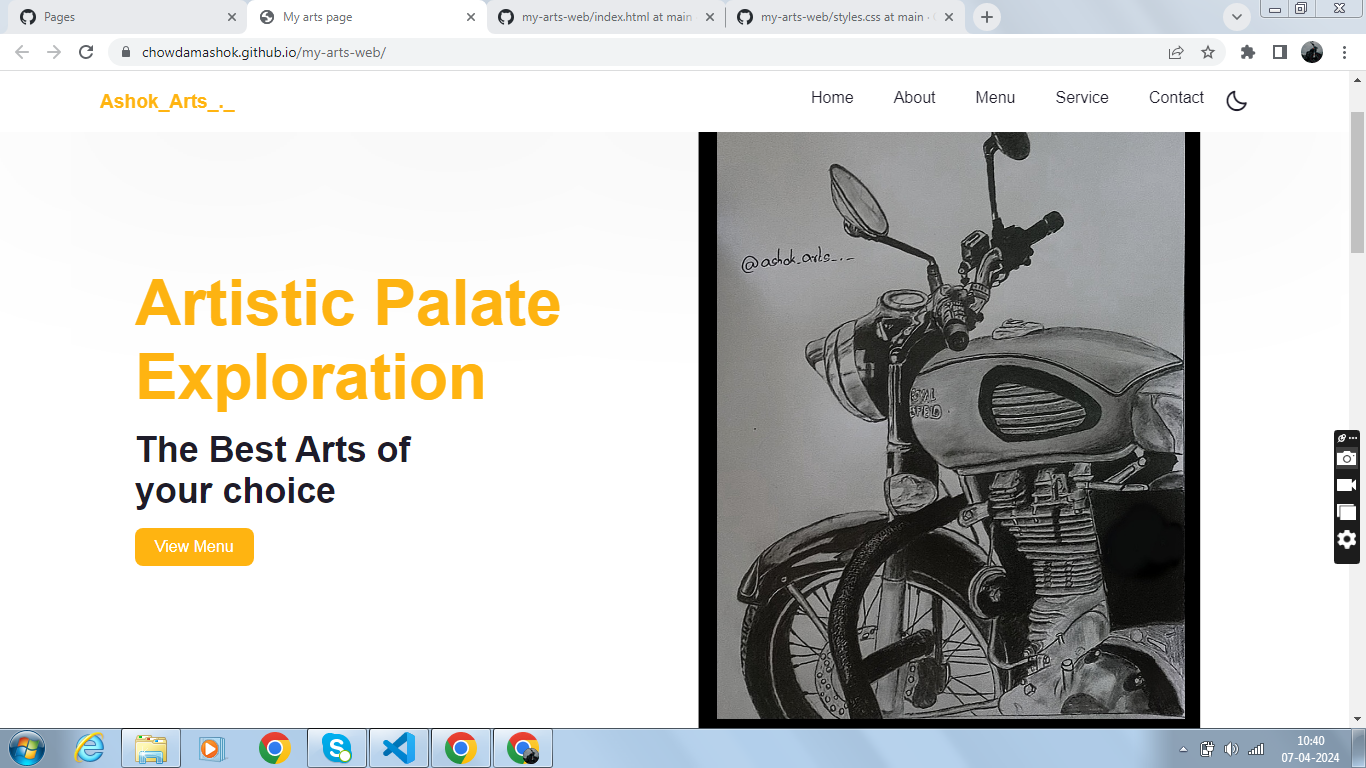 Pages
My arts page
my-arts-web/index.html at main
my-arts-web/styles.css at main ·
chowdamashok.github.io/my-arts-web/
Ashok_Arts_._
Home About Menu Service Contact
@ashok_arts_._
Artistic Palate
Exploration
The Best Arts of
your choice
View Menu
10:40
07-04-2024